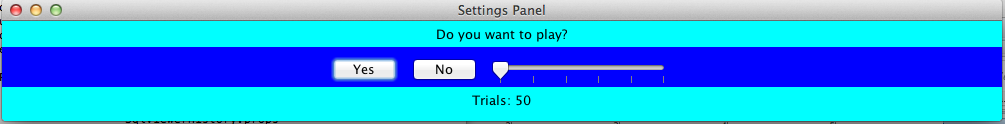 Settings Panel
Do you want to play?
Yes
No
Trials: 50